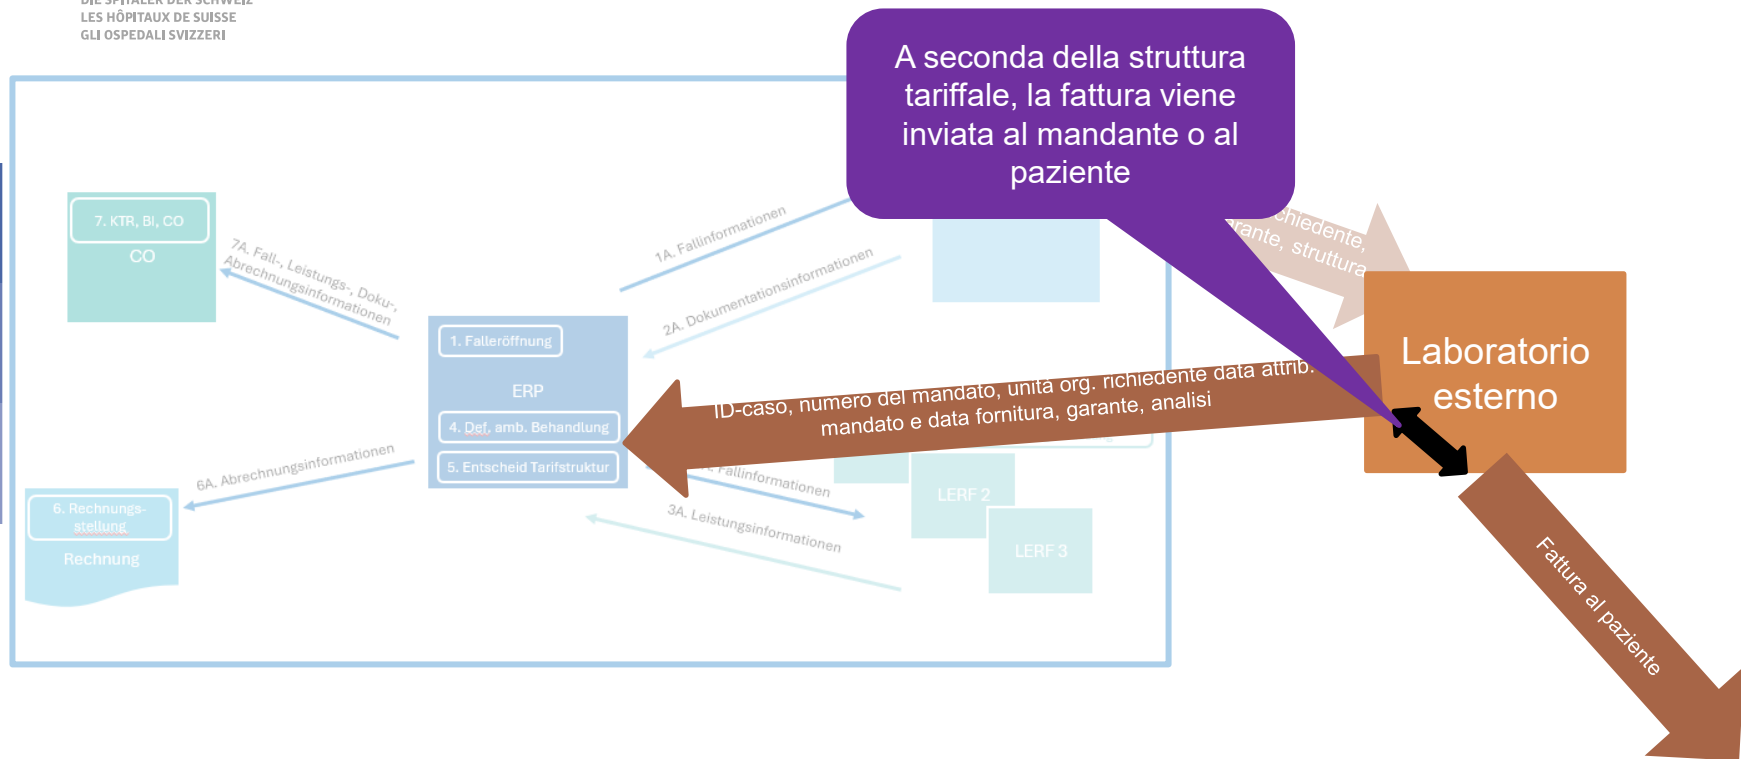 DIE SPITÄLER DER SCHWEIZ
LES HÔPITAUX DE SUISSE
GLI OSPEDALI SVIZZERI
A seconda della struttura
tariffale, la fattura viene
inviata al mandante o al
paziente
7. KTR, BI, CO
CO
7A. Fall-, Leistungs-, Doku-,
Abrechnungsinformationen
1A. Fallinformationen
2A. Dokumentationsinformationen
struttura
1. Falleröffnung
ERP
4. Def. amb. Behandlung
5. Entscheid Tarifstruktur
ID-caso, numero del mandato, unità org. richiedente data attrib.
mandato e data fornitura, garante, analisi
Laboratorio
esterno
6A. Abrechnungsinformationen
Fallinformationen
3A. Leistungsinformationen
LERF 2
LERF 3
6. Rechnungs-
stellung
Rechnung
Fattura al paziente